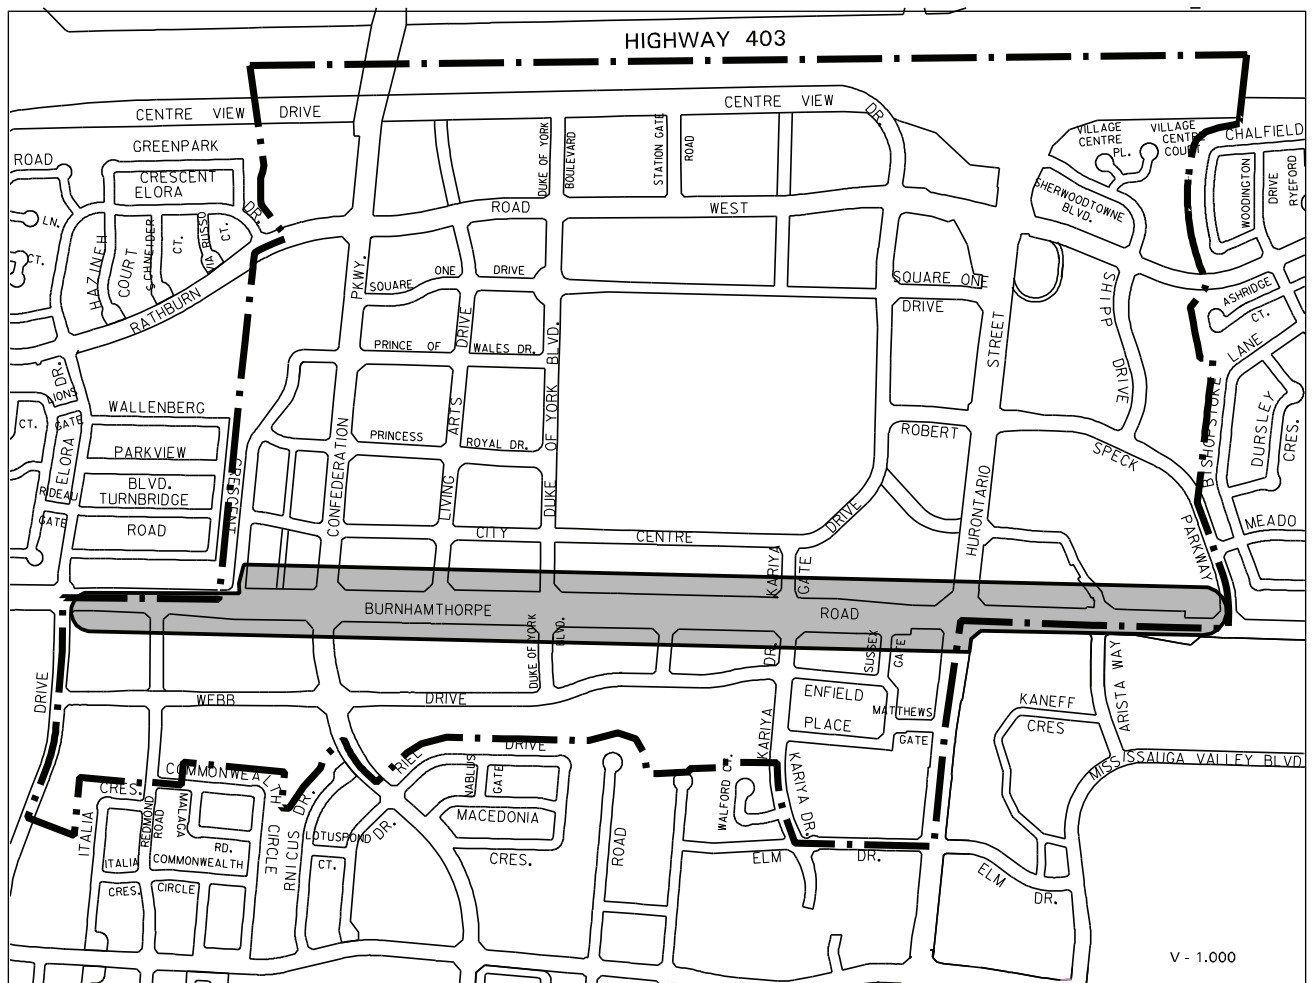 HIGHWAY 403
CENTRE VIEW DRIVE
CENTRE VIEW
DR.
GREENPARK
ROAD
CRESCENT
ELORA
DR.
LN.
CT.
HAZINEH
COURT
SCHNEIDER
CT.
VIA RUSSO
CT.
RATHBURN
ROAD
WEST
DUKE OF YORK
BOULEVARD
STATION GATE
ROAD
VILLAGE
CENTRE
PL.
VILLAGE
CENTRE
COURT
CHALFIELD
SHERWOODTOWNE
BLVD.
WOODINGTON
DRIVE
RYEFORD
PKWY.
SQUARE
ONE
DRIVE
SQUARE ONE
DRIVE
SHIPP
DRIVE
ASHRIDGE
CT.
LANE
BISHOPSTOKE
DURSLEY
CRES.
STREET
PRINCE OF
WALES DR.
DRIVE
ARTS
LIVING
DUKE
OF YORK
BLVD.
PRINCESS
ROYAL DR.
CONFEDERATION
DR.
LIONS
GATE
CT.
ELORA
RIDEAU
GATE
WALLENBERG
PARKVIEW
BLVD.
TURNBRIDGE
ROAD
CRESCENT
ROBERT
SPECK
PARKWAY
MEADO
HURONTARIO
CITY
CENTRE
DRIVE
KARIYA
GATE
BURNHAMTHORPE
ROAD
DUKE OF YORK
BLVD.
DR.
SUSSEX
GATE
DRIVE
WEBB
DRIVE
ENFIELD
PLACE
MATTHEWS
GATE
KARIYA
KANEFF
CRES
ARISTA WAY
MISSISSAUGA VALLEY BLVD
COMMONWEALTH
CIRCLE
CRES.
ITALIA
REDMOND
ROAD
MALAGA
RD.
ITALIA
COMMONWEALTH
CRES.
CIRCLE
RIEL
DRIVE
NABLUS
GATE
MACEDONIA
CRES.
LOTUSPOND
DR.
CT.
DR.
SUCIRINI
ROAD
WALFORD CT.
KARIYA DR.
ELM
DR.
ELM
DR.
V - 1.000